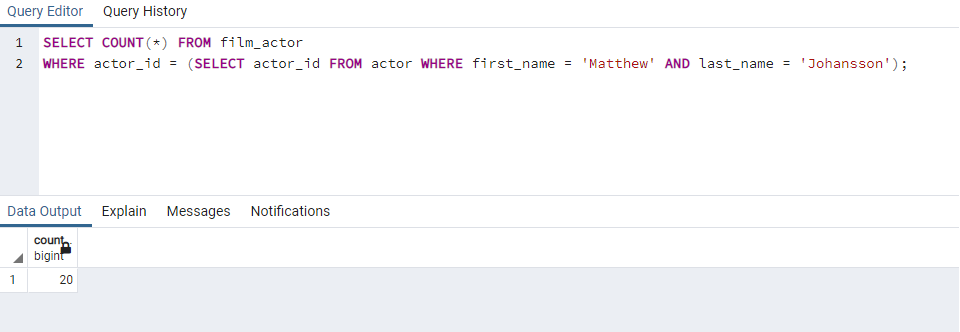 Query Editor Query History
1 SELECT COUNT(*) FROM film_actor
2 WHERE actor_id = (SELECT actor_id FROM actor WHERE first_name = 'Matthew' AND last_name = 'Johansson');
Data Output Explain Messages Notifications
count
bigint
1 20